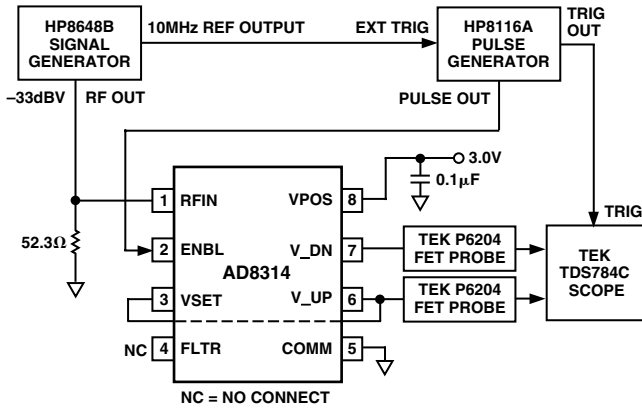 HP8648B
SIGNAL
GENERATOR
10MHz REF OUTPUT
EXT TRIG
HP8116A
PULSE
GENERATOR
TRIG
OUT
–33dBV
RF OUT
PULSE OUT
3.0V
0.1μF
TRIG
52.3Ω
1 RFIN
VPOS 8
2 ENBL
V_DN 7
AD8314
3 VSET
V_UP 6
NC 4 FLTR
COMM 5
TEK P6204
FET PROBE
TEK P6204
FET PROBE
TEK
TDS784C
SCOPE
NC = NO CONNECT